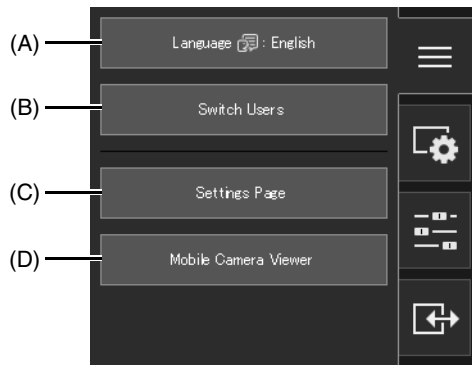 (A) Language : English
(B) Switch Users
(C) Settings Page
(D) Mobile Camera Viewer